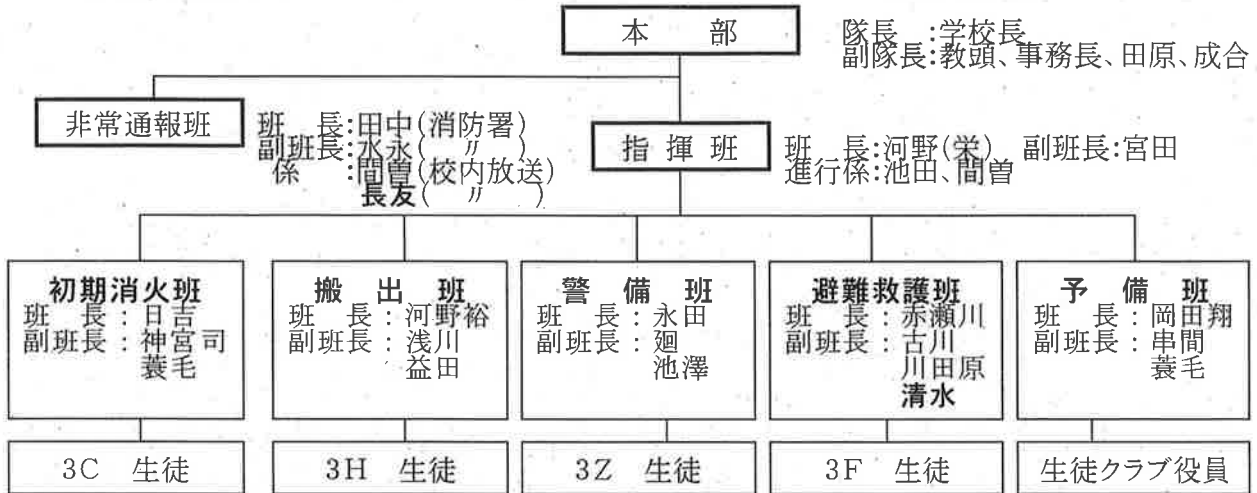 本　部
隊長　:学校長
副隊長:教頭、事務長、田原、成合
非常通報班
班　長:田中(消防署)
副班長:水永(　〃　)
係　:間曽(校内放送)
長友(　〃　)
指 揮 班
班　長:河野(栄)　副班長:宮田
進行係:池田、間曽
初期消火班
班　長：日吉
副班長：神宮司
蓑毛
搬　出　班
班　長：河野裕
副班長：浅川
益田
警　備　班
班　長：永田
副班長：廻
池澤
避難救護班
班　長：赤瀬川
副班長：古川
川田原
清水
予　備　班
班　長：岡田翔
副班長：串間
蓑毛
3C　生徒
3H　生徒
3Z　生徒
3F　生徒
生徒クラブ役員